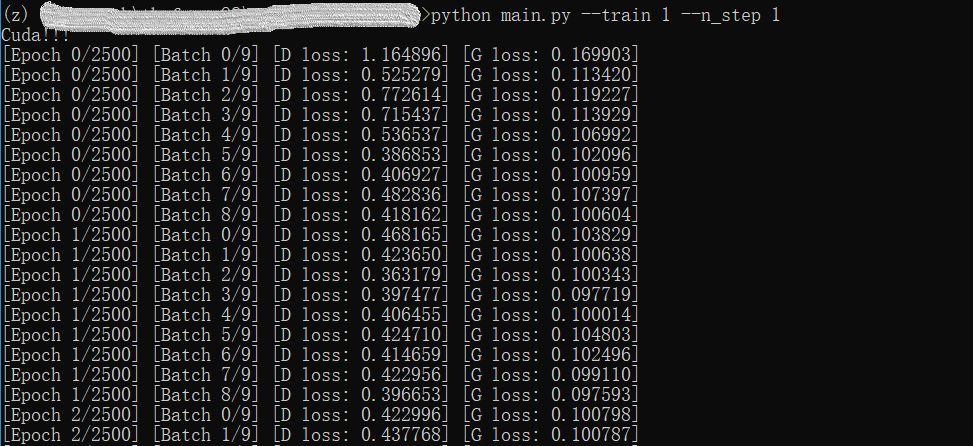 (z) >python main.py --train 1 --n_step 1
Cuda!!!
[Epoch 0/2500] [Batch 0/9] [D loss: 1.164896] [G loss: 0.169903]
[Epoch 0/2500] [Batch 1/9] [D loss: 0.525279] [G loss: 0.113420]
[Epoch 0/2500] [Batch 2/9] [D loss: 0.772614] [G loss: 0.119227]
[Epoch 0/2500] [Batch 3/9] [D loss: 0.715437] [G loss: 0.113929]
[Epoch 0/2500] [Batch 4/9] [D loss: 0.536537] [G loss: 0.106992]
[Epoch 0/2500] [Batch 5/9] [D loss: 0.386853] [G loss: 0.102096]
[Epoch 0/2500] [Batch 6/9] [D loss: 0.406927] [G loss: 0.100959]
[Epoch 0/2500] [Batch 7/9] [D loss: 0.482836] [G loss: 0.107397]
[Epoch 0/2500] [Batch 8/9] [D loss: 0.418162] [G loss: 0.100604]
[Epoch 1/2500] [Batch 0/9] [D loss: 0.468165] [G loss: 0.103829]
[Epoch 1/2500] [Batch 1/9] [D loss: 0.423650] [G loss: 0.100638]
[Epoch 1/2500] [Batch 2/9] [D loss: 0.363179] [G loss: 0.100343]
[Epoch 1/2500] [Batch 3/9] [D loss: 0.397477] [G loss: 0.097719]
[Epoch 1/2500] [Batch 4/9] [D loss: 0.406455] [G loss: 0.100014]
[Epoch 1/2500] [Batch 5/9] [D loss: 0.424710] [G loss: 0.104803]
[Epoch 1/2500] [Batch 6/9] [D loss: 0.414659] [G loss: 0.102496]
[Epoch 1/2500] [Batch 7/9] [D loss: 0.422956] [G loss: 0.099110]
[Epoch 1/2500] [Batch 8/9] [D loss: 0.396653] [G loss: 0.097593]
[Epoch 2/2500] [Batch 0/9] [D loss: 0.422996] [G loss: 0.100798]
[Epoch 2/2500] [Batch 1/9] [D loss: 0.437768] [G loss: 0.100787]